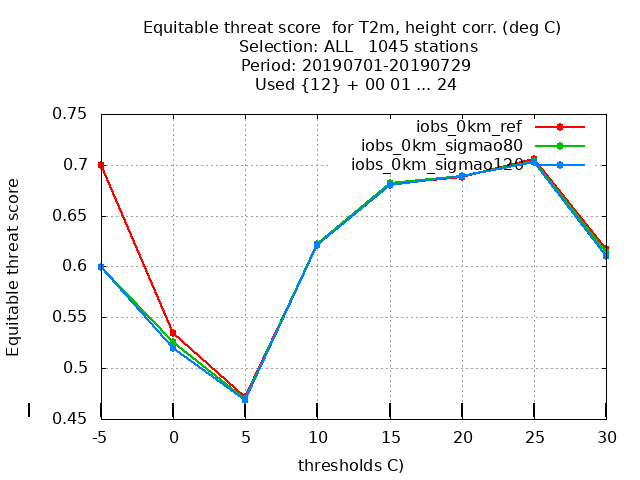 Equitable threat score  for T2m, height corr. (deg C)
Selection: ALL   1045 stations
Period: 20190701-20190729
Used {12} + 00 01 ... 24
iobs_0km_ref
iobs_0km_sigmao80
iobs_0km_sigmao120
Equitable threat score
0.75
0.7
0.65
0.6
0.55
0.5
0.45
-5 0 5 10 15 20 25 30
thresholds C)